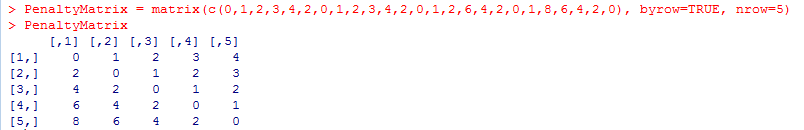 > PenaltyMatrix = matrix(c(0,1,2,3,4,2,0,1,2,3,4,2,0,1,2,6,4,2,0,1,8,6,4,2,0), byrow=TRUE, nrow=5)
> PenaltyMatrix
     [,1] [,2] [,3] [,4] [,5]
[1,]    0    1    2    3    4
[2,]    2    0    1    2    3
[3,]    4    2    0    1    2
[4,]    6    4    2    0    1
[5,]    8    6    4    2    0